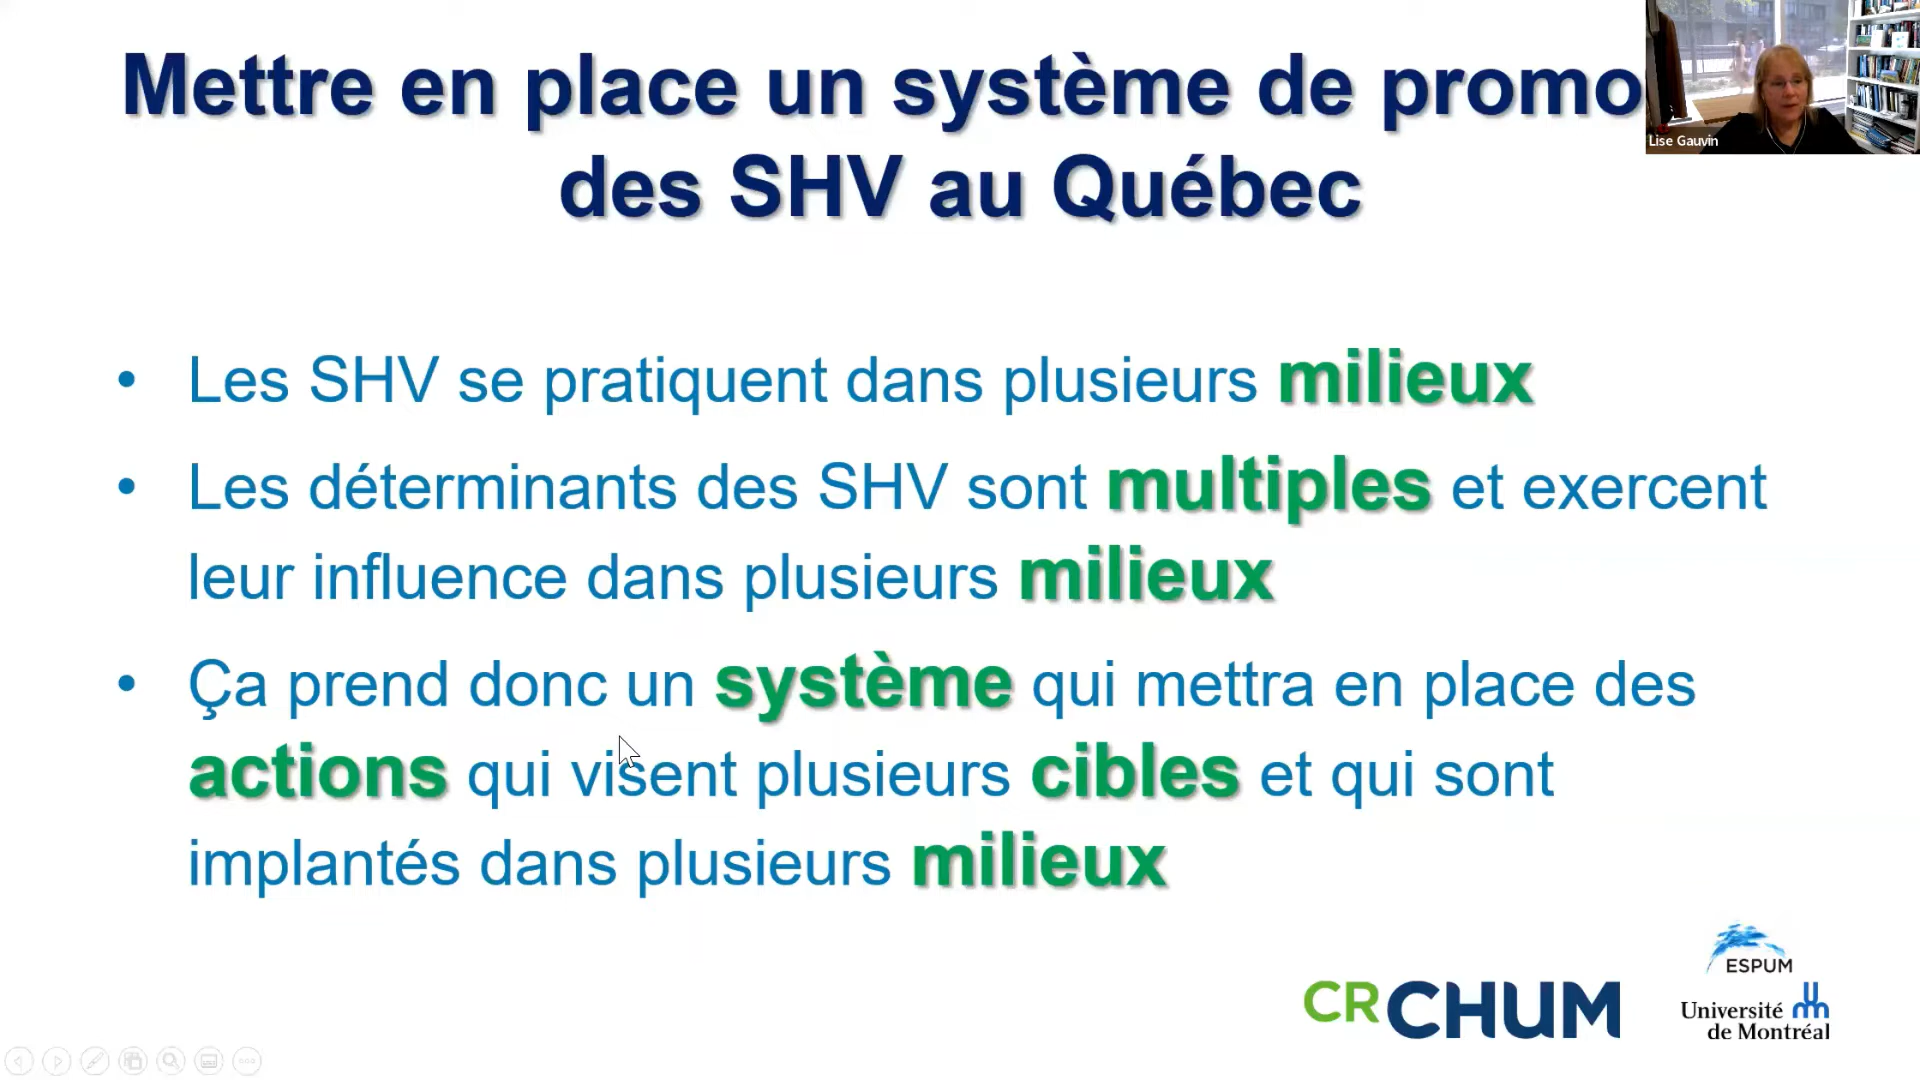 Mettre en place un système de promo
des SHV au Québec
Lise Gauvin
• Les SHV se pratiquent dans plusieurs milieux
• Les déterminants des SHV sont multiples et exercent
leur influence dans plusieurs milieux
• Ça prend donc un système qui mettra en place des
actions qui visent plusieurs cibles et qui sont
implantés dans plusieurs milieux
CRCHUM
ESPUM
Université
de Montréal